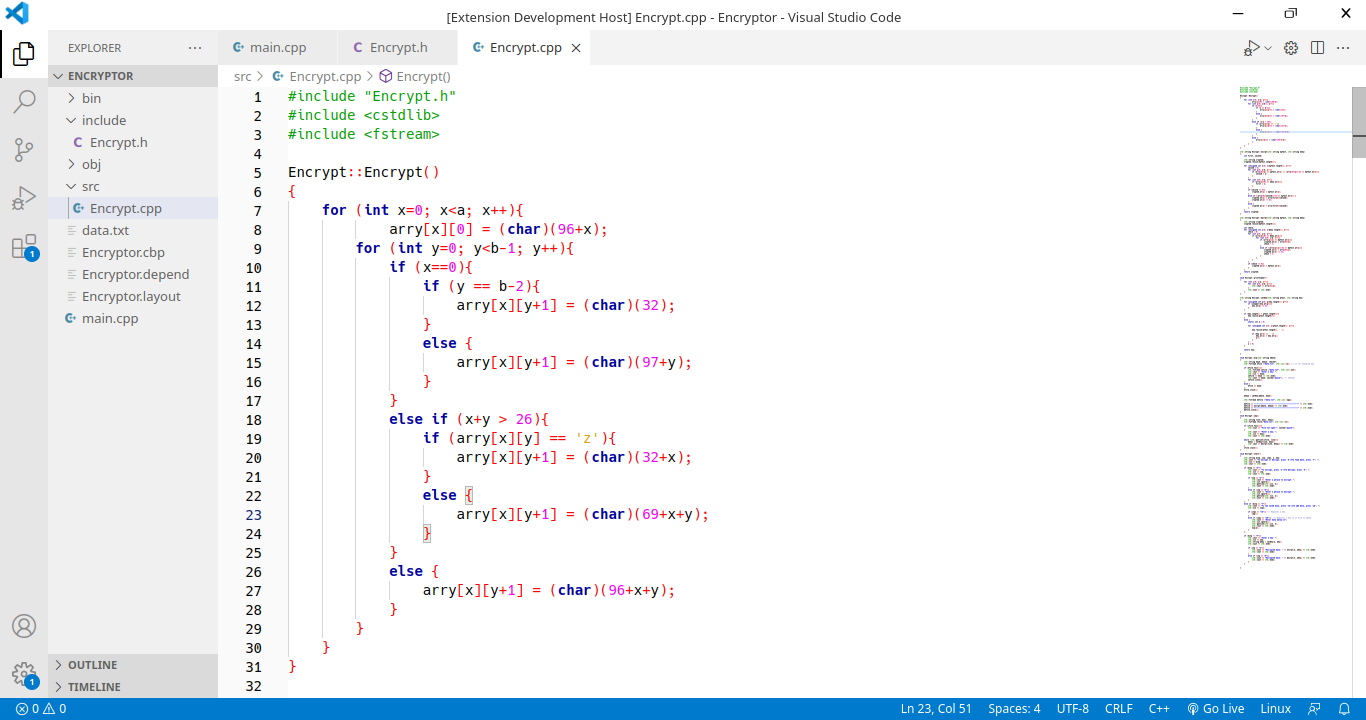 [Extension Development Host] Encrypt.cpp - Encryptor - Visual Studio Code
EXPLORER
main.cpp
Encrypt.h
Encrypt.cpp
ENCRYPTOR
bin
include
Encrypt.h
obj
src
Encrypt.cpp
data.txt
Encryptor.cbp
Encryptor.depend
Encryptor.layout
main.cpp
OUTLINE
TIMELINE
1
1
src > Encrypt.cpp > Encrypt()
1 #include "Encrypt.h"
2 #include <cstdlib>
3 #include <fstream>
4
5 Encrypt::Encrypt()
6 {
7 for (int x=0; x<a; x++){
8 arry[x][0] = (char)(96+x);
9 for (int y=0; y<b-1; y++){
10 if (x==0){
11 if (y == b-2){
12 arry[x][y+1] = (char)(32);
13 }
14 else {
15 arry[x][y+1] = (char)(97+y);
16 }
17 }
18 else if (x+y > 26){
19 if (arry[x][y] == 'z'){
20 arry[x][y+1] = (char)(32+x);
21 }
22 else {
23 arry[x][y+1] = (char)(69+x+y);
24 }
25 }
26 else {
27 arry[x][y+1] = (char)(96+x+y);
28 }
29 }
30 }
31 }
32
0 0
Ln 23, Col 51
Spaces: 4
UTF-8
CRLF
C++
Go Live
Linux